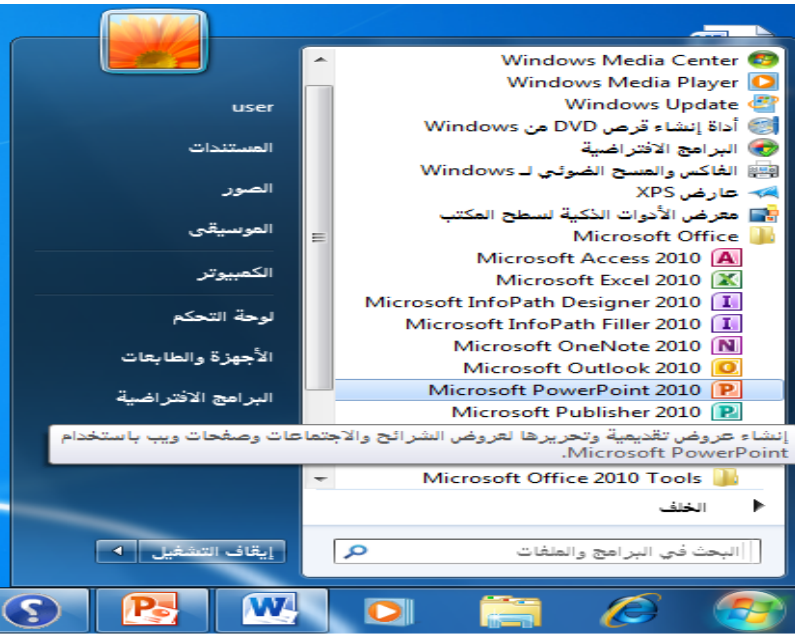 Windows Media Center
Windows Media Player
Windows Update
أداة إنشاء قرص DVD من Windows
البرامج الافتراضية
الفاكس والمسح الضوئي لـ Windows
عارض XPS
معرض الأدوات الذكية لسطح المكتب
Microsoft Office
Microsoft Access 2010
Microsoft Excel 2010
Microsoft InfoPath Designer 2010
Microsoft InfoPath Filler 2010
Microsoft OneNote 2010
Microsoft Outlook 2010
Microsoft PowerPoint 2010
Microsoft Publisher 2010
إنشاء عروض تقديمية وتحريرها لعروض الشرائح والاجتماعات وصفحات ويب باستخدام
Microsoft PowerPoint.
Microsoft Office 2010 Tools
الخلف
البحث في البرامج والملفات
user
المستندات
الصور
الموسيقى
الكمبيوتر
لوحة التحكم
الأجهزة والطابعات
البرامج الافتراضية
إيقاف التشغيل